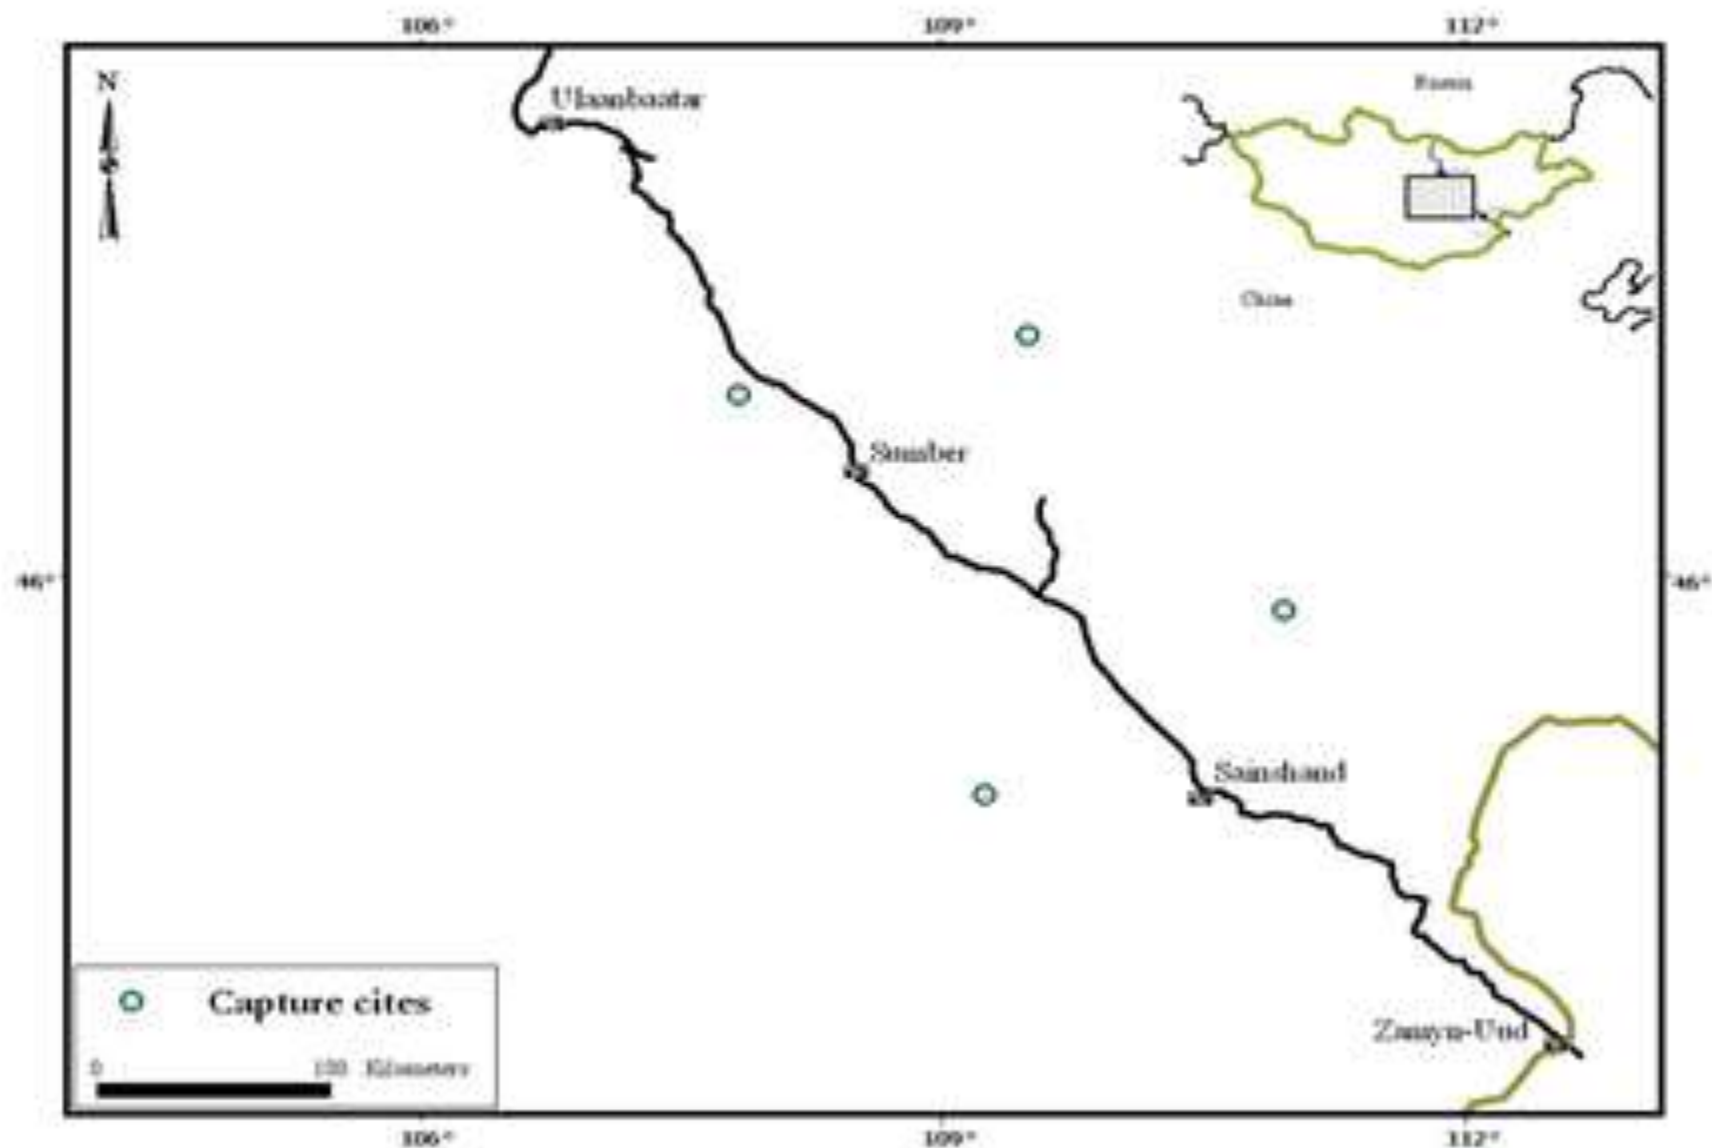 106° 109° 112°
N
Ulaanbaatar
Russia
China
Sumber
46° 46°
Sainshand
Zamyn-Uud
Capture cites
0 100 Kilometers
106° 109° 112°